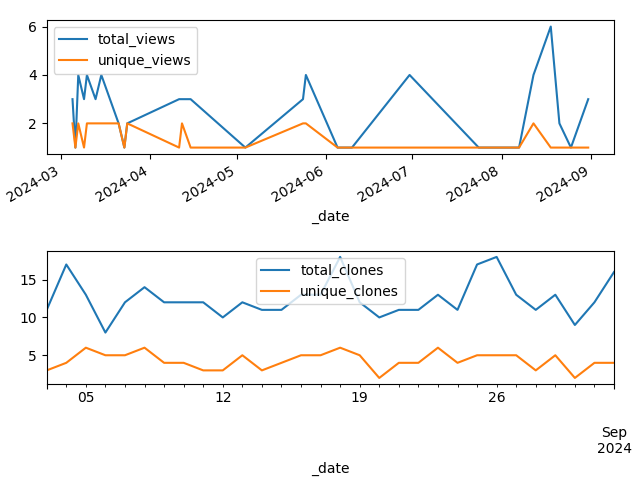 6
4
2
total_views
unique_views
2024-03
2024-04
2024-05
2024-06
2024-07
2024-08
2024-09
_date
15
10
5
total_clones
unique_clones
05
12
19
26
Sep
2024
_date